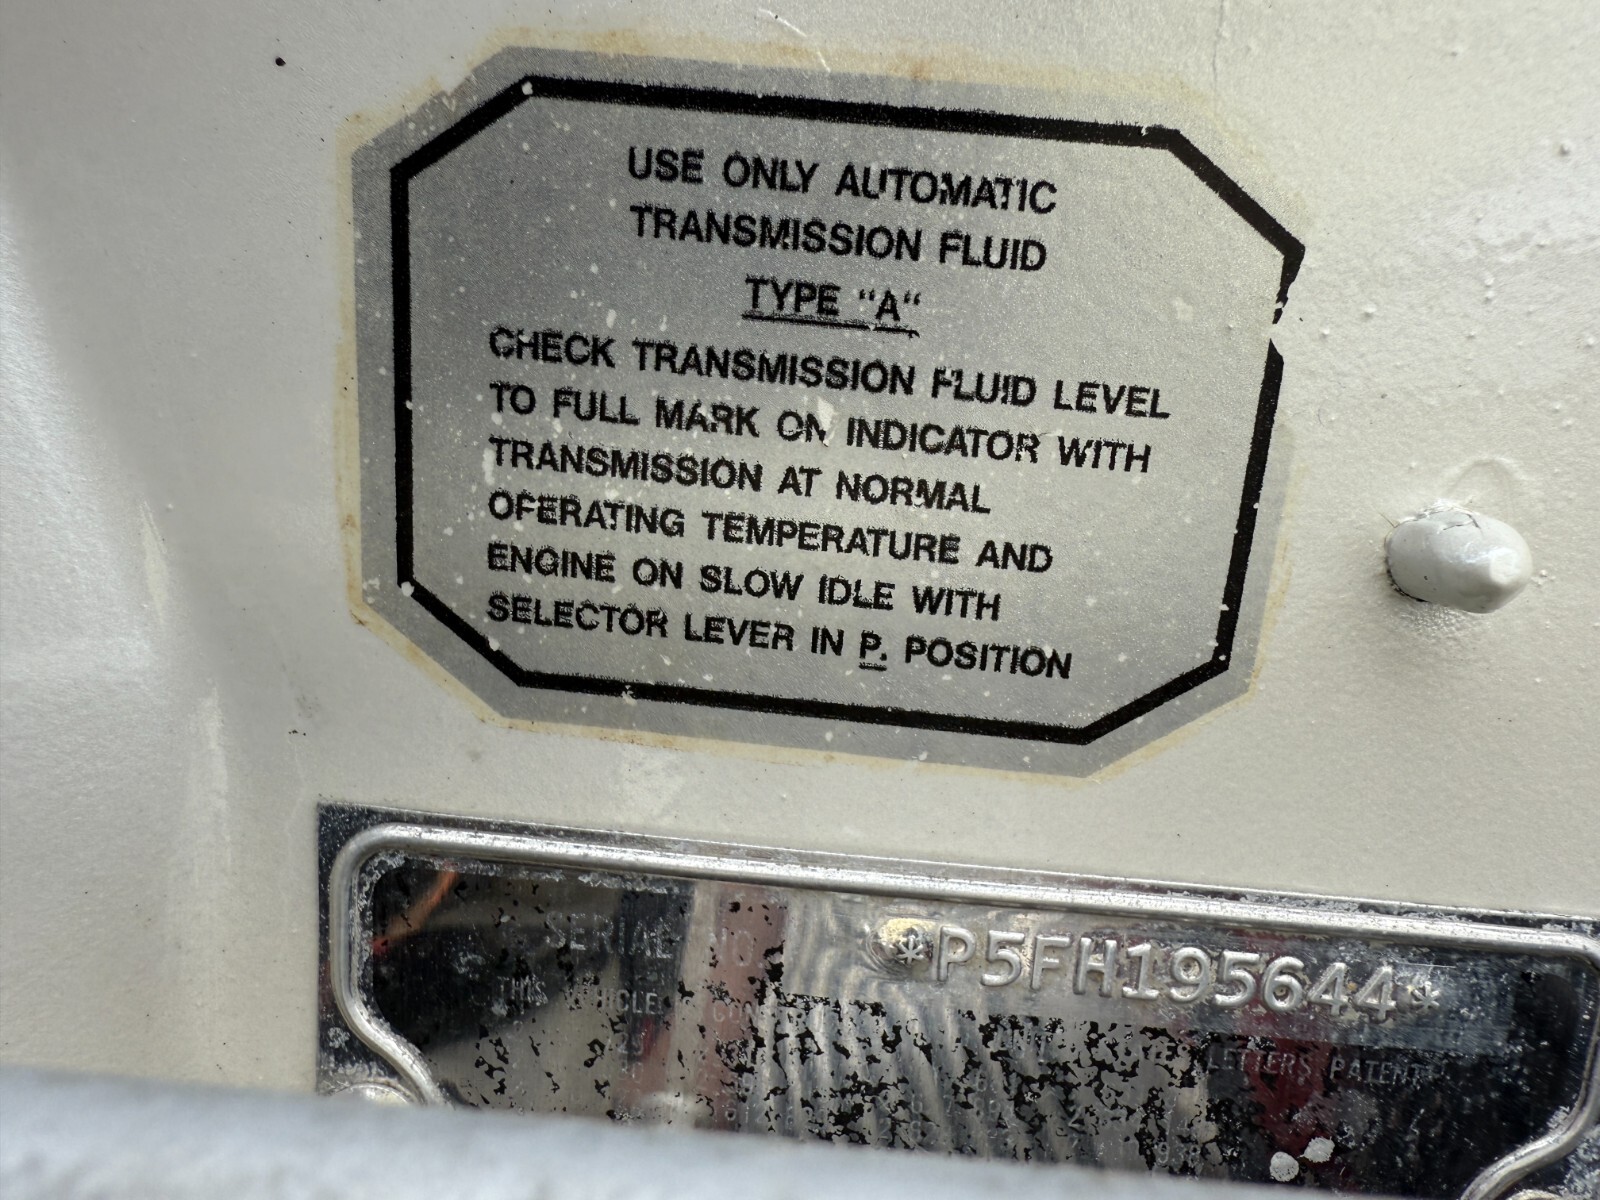 USE ONLY AUTOMATIC
TRANSMISSION FLUID
TYPE “A“
CHECK TRANSMISSION FLUID LEVEL
TO FULL MARK ON INDICATOR WITH
TRANSMISSION AT NORMAL
OPERATING TEMPERATURE AND
ENGINE ON SLOW IDLE WITH
SELECTOR LEVER IN P. POSITION
SERIAL NO. *P5FH195644*
THIS VEHICLE LETTERS PATENT